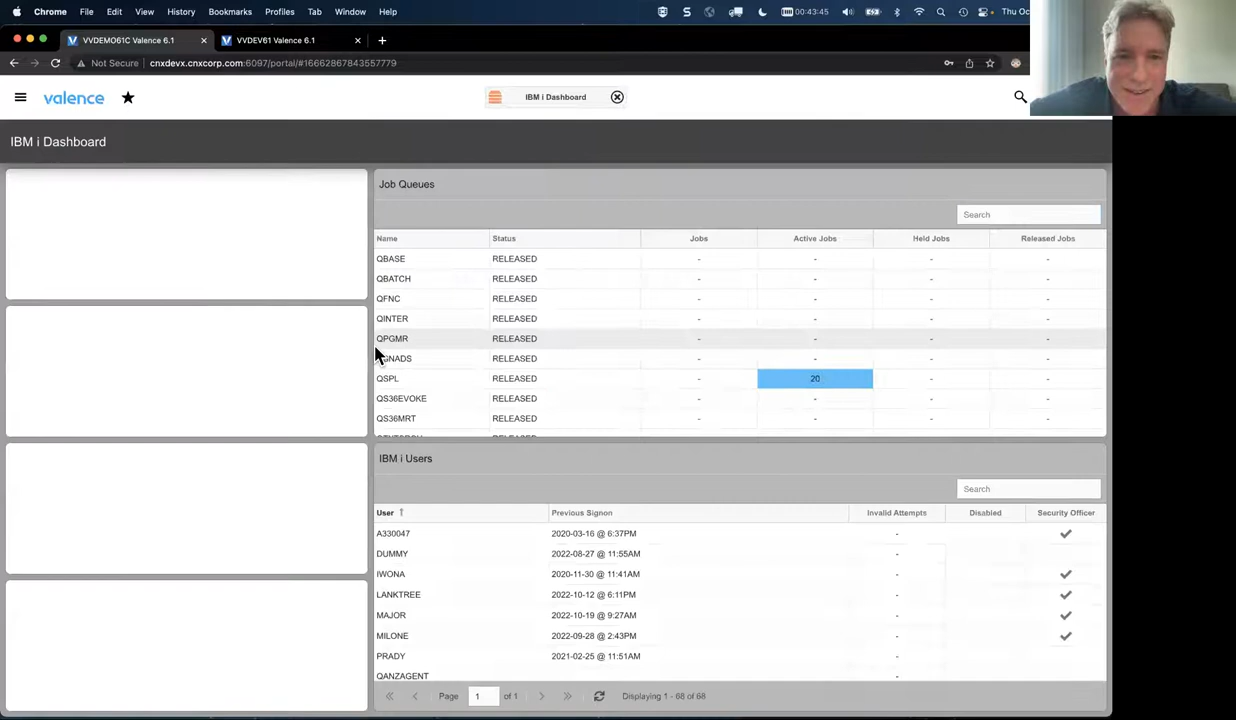 Chrome File Edit View History Bookmarks Profiles Tab Window Help 00:43:45 Thu Oc
VVDEMO61C Valence 6.1 VVDEV61 Valence 6.1
Not Secure cnxdevx.cnxcorp.com:6097/portal/#16662867843557779
valence IBM i Dashboard
IBM i Dashboard
Job Queues
Search
Name Status Jobs Active Jobs Held Jobs Released Jobs
QBASE RELEASED - - - -
QBATCH RELEASED - - - -
QFNC RELEASED - - - -
QINTER RELEASED - - - -
QPGMR RELEASED - - - -
RELEASED - - - -
QSPL RELEASED - 20 - -
QS36EVOKE RELEASED - - - -
QS36MRT RELEASED - - - -
IBM i Users
Search
User Previous Signon Invalid Attempts Disabled Security Officer
A330047 2020-03-16 @ 6:37PM -
DUMMY 2022-08-27 @ 11:55AM -
IWONA 2020-11-30 @ 11:41AM -
LANKTREE 2022-10-12 @ 6:11PM -
MAJOR 2022-10-19 @ 9:27AM -
MILONE 2022-09-28 @ 2:43PM -
PRADY 2021-02-25 @ 11:51AM -
QANZAGENT -
Page 1 of 1 Displaying 1 - 68 of 68